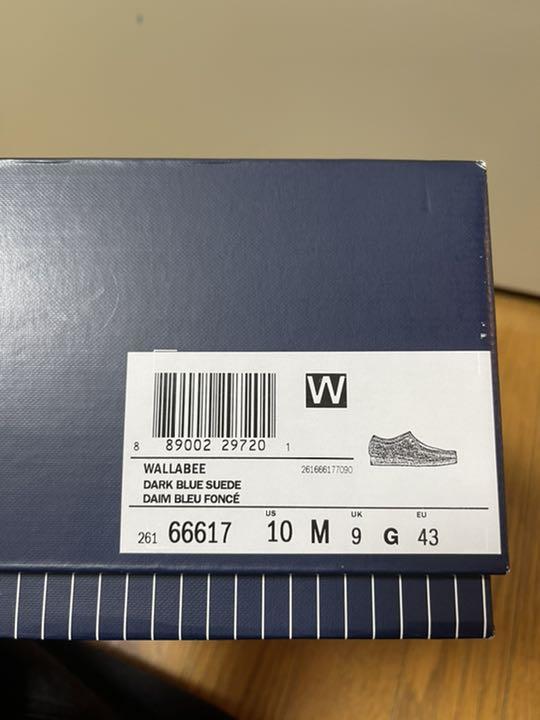 W
8 89002 29720 1
WALLABEE 261666177090
DARK BLUE SUEDE
DAIM BLEU FONCÉ
US UK EU
261 66617 10 M 9 G 43